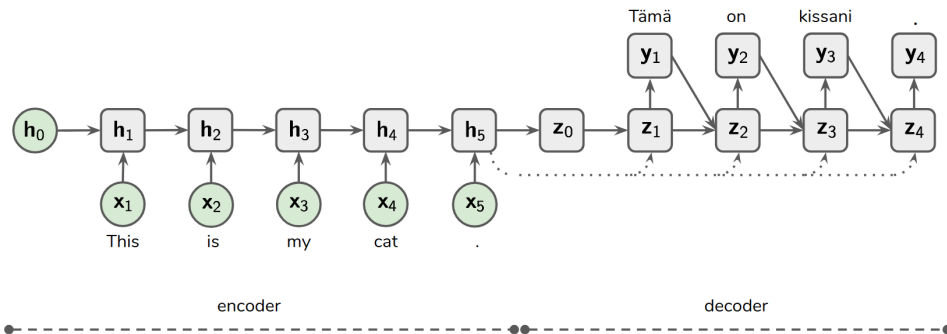 Tämä on kissani .
y1 y2 y3 y4
h0 h1 h2 h3 h4 h5 z0 z1 z2 z3 z4
x1 x2 x3 x4 x5
This is my cat .
encoder decoder